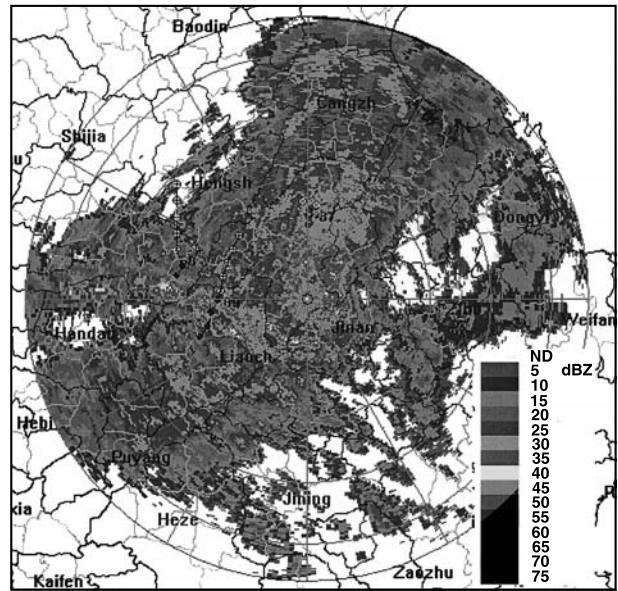 Baodin
Cangzh
Shijia
u
Hengsh
Dongyi
Weifan
Jinan
Handan
Liaoch
ND
5 dBZ
10
15
20
25
30
35
40
45
50
55
60
65
70
75
Hebi
Puyang
Jining
Heze
xia
Zaozhu
Kaifen